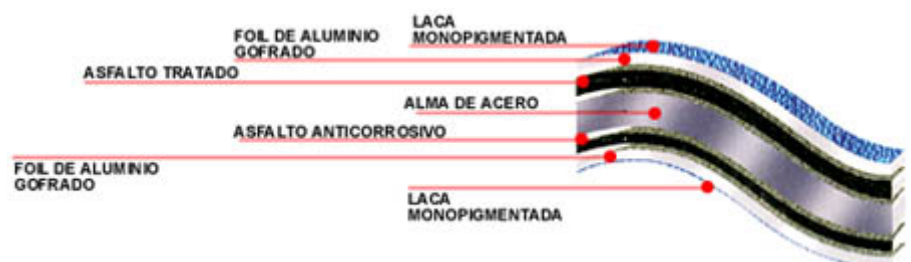 LACA
MONOPIGMENTADA
FOIL DE ALUMINIO
GOFRADO
ASFALTO TRATADO
ALMA DE ACERO
ASFALTO ANTICORROSIVO
FOIL DE ALUMINIO
GOFRADO
LACA
MONOPIGMENTADA